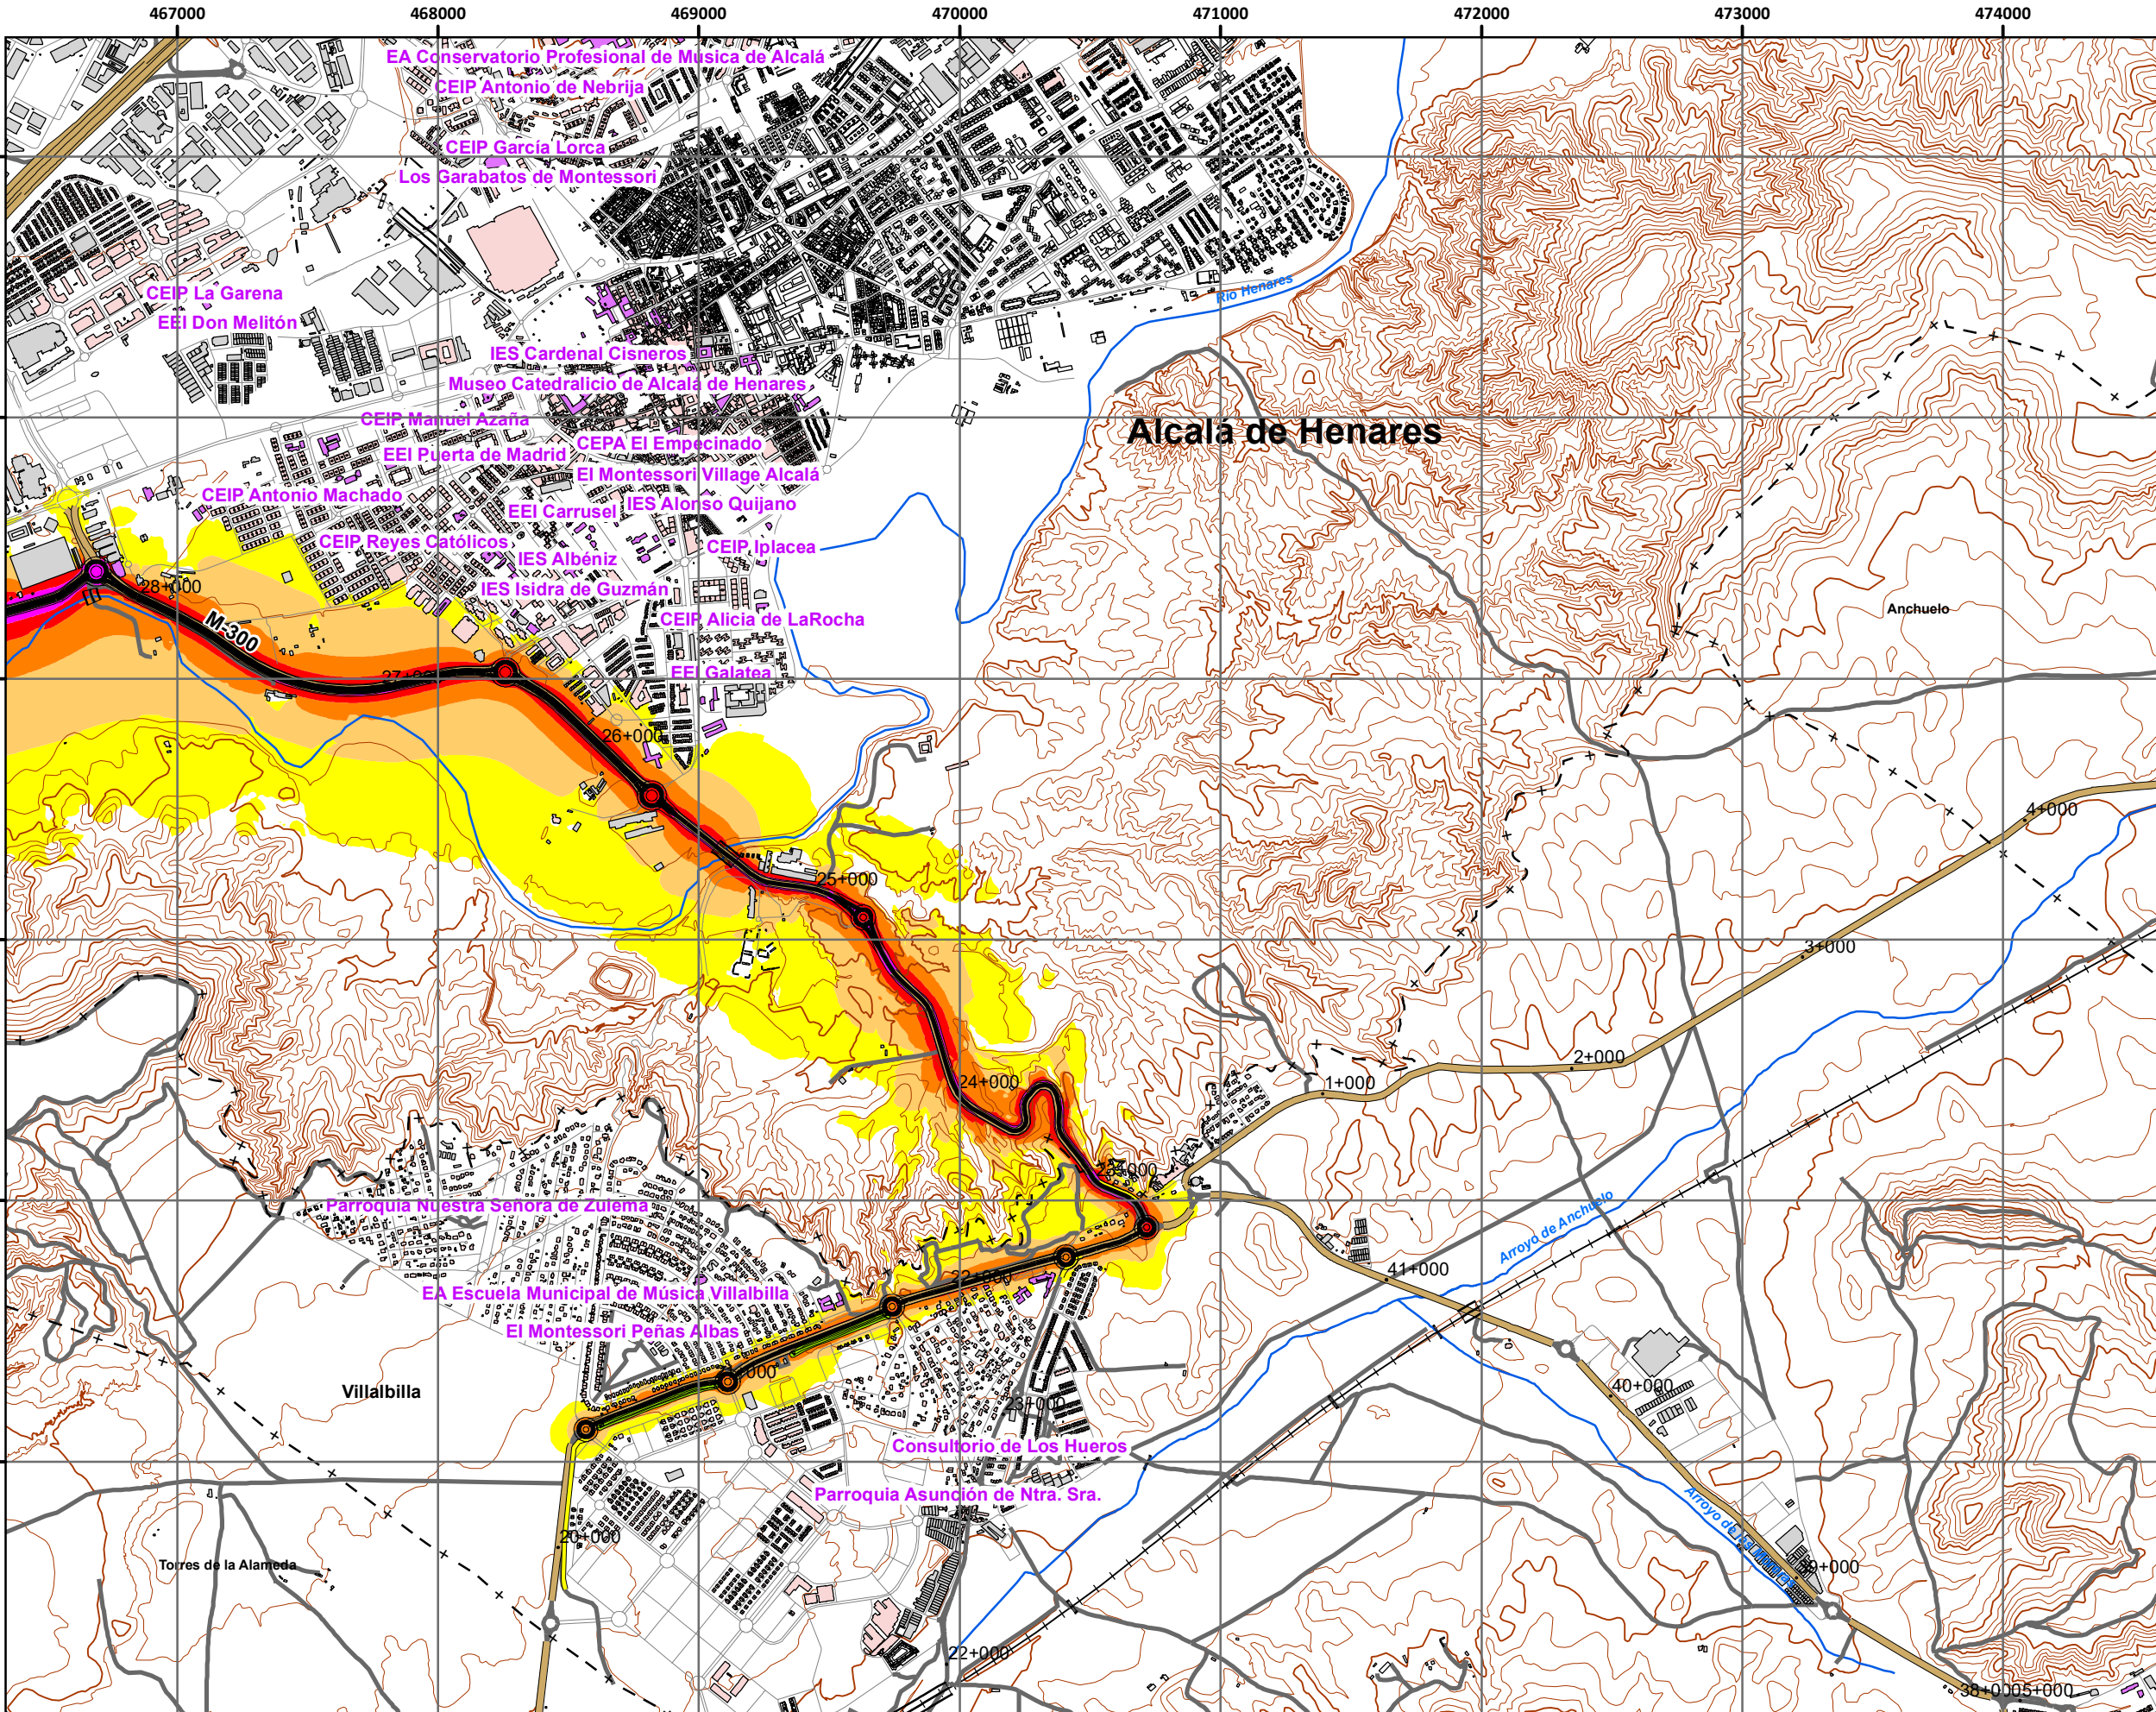 467000 468000 469000 470000 471000 472000 473000 474000
EA Conservatorio Profesional de Musica de Alcalá
CEIP Antonio de Nebrija
CEIP García Lorca
Los Garabatos de Montessori
Río Henares
CEIP La Garena
EEI Don Melitón
IES Cardenal Cisneros
Museo Catedralicio de Alcalá de Henares
CEIP Manuel Azaña
Alcalá de Henares
CEPA El Empecinado
EEI Puerta de Madrid
EI Montessori Village Alcalá
CEIP Antonio Machado
IES Alonso Quijano
EEI Carrusel
CEIP Reyes Católicos
CEIP Iplacea
IES Albéniz
28+000
IES Isidra de Guzmán
Anchuelo
CEIP Alicia de LaRocha
M-300
EEI Galatea
26+000
4+000
25+000
3+000
2+000
24+000
1+000
Parroquia Nuestra Señora de Zulema
Arroyo de Anchuelo
41+000
22+000
EA Escuela Municipal de Música Villalbilla
EI Montessori Peñas Albas
Villalbilla
40+000
23+000
Consultorio de Los Hueros
Parroquia Asunción de Ntra. Sra.
20+000
Torres de la Alameda
Arroyo de
22+000